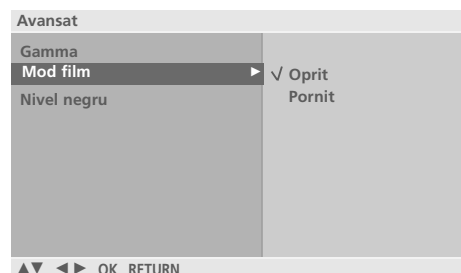 Avansat
Gamma
Mod film ►
√ Oprit
Pornit
Nivel negru
▲▼ ◄► OK RETURN